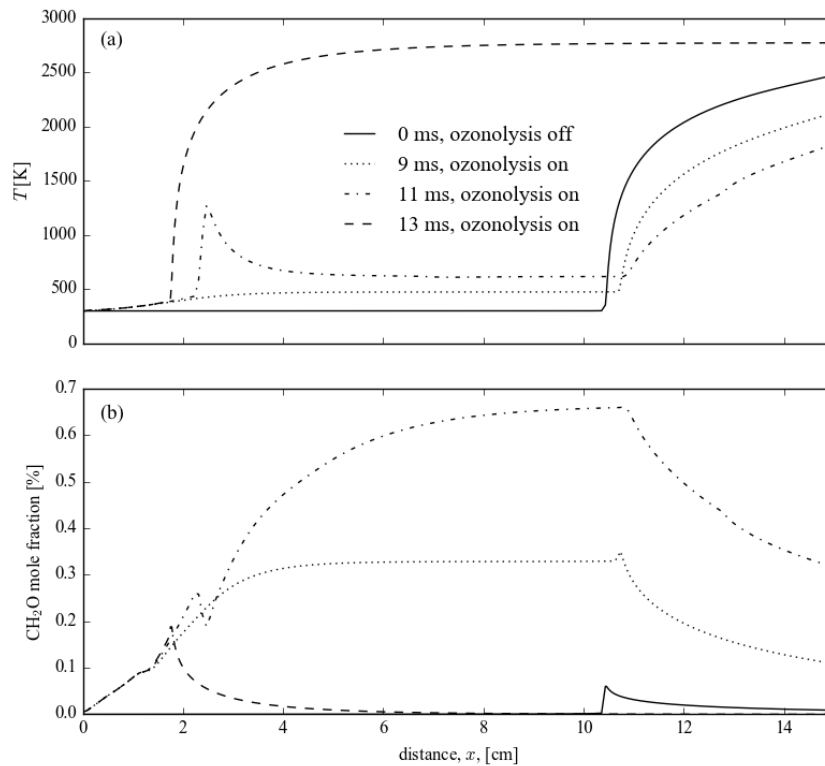 3000
(a)
2500
2000
1500
1000
500
0
T [K]
0 ms, ozonolysis off
9 ms, ozonolysis on
11 ms, ozonolysis on
13 ms, ozonolysis on
0.7
(b)
0.6
0.5
0.4
0.3
0.2
0.1
0.0
CH₂O mole fraction [%]
0 2 4 6 8 10 12 14
distance, x, [cm]